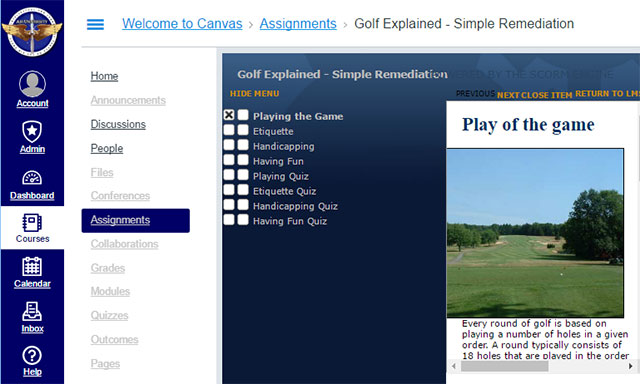 Welcome to Canvas > Assignments > Golf Explained - Simple Remediation
Account
Admin
Dashboard
Courses
Calendar
Inbox
Help
Home
Announcements
Discussions
People
Files
Conferences
Assignments
Collaborations
Grades
Modules
Quizzes
Outcomes
Pages
Golf Explained - Simple Remediation
ERED BY THE SCORM ENGINE
HIDE MENU
PREVIOUS NEXT CLOSE ITEM RETURN TO LMS
Playing the Game
Etiquette
Handicapping
Having Fun
Playing Quiz
Etiquette Quiz
Handicapping Quiz
Having Fun Quiz
Play of the game
Every round of golf is based on
playing a number of holes in a given
order. A round typically consists of
18 holes that are played in the order